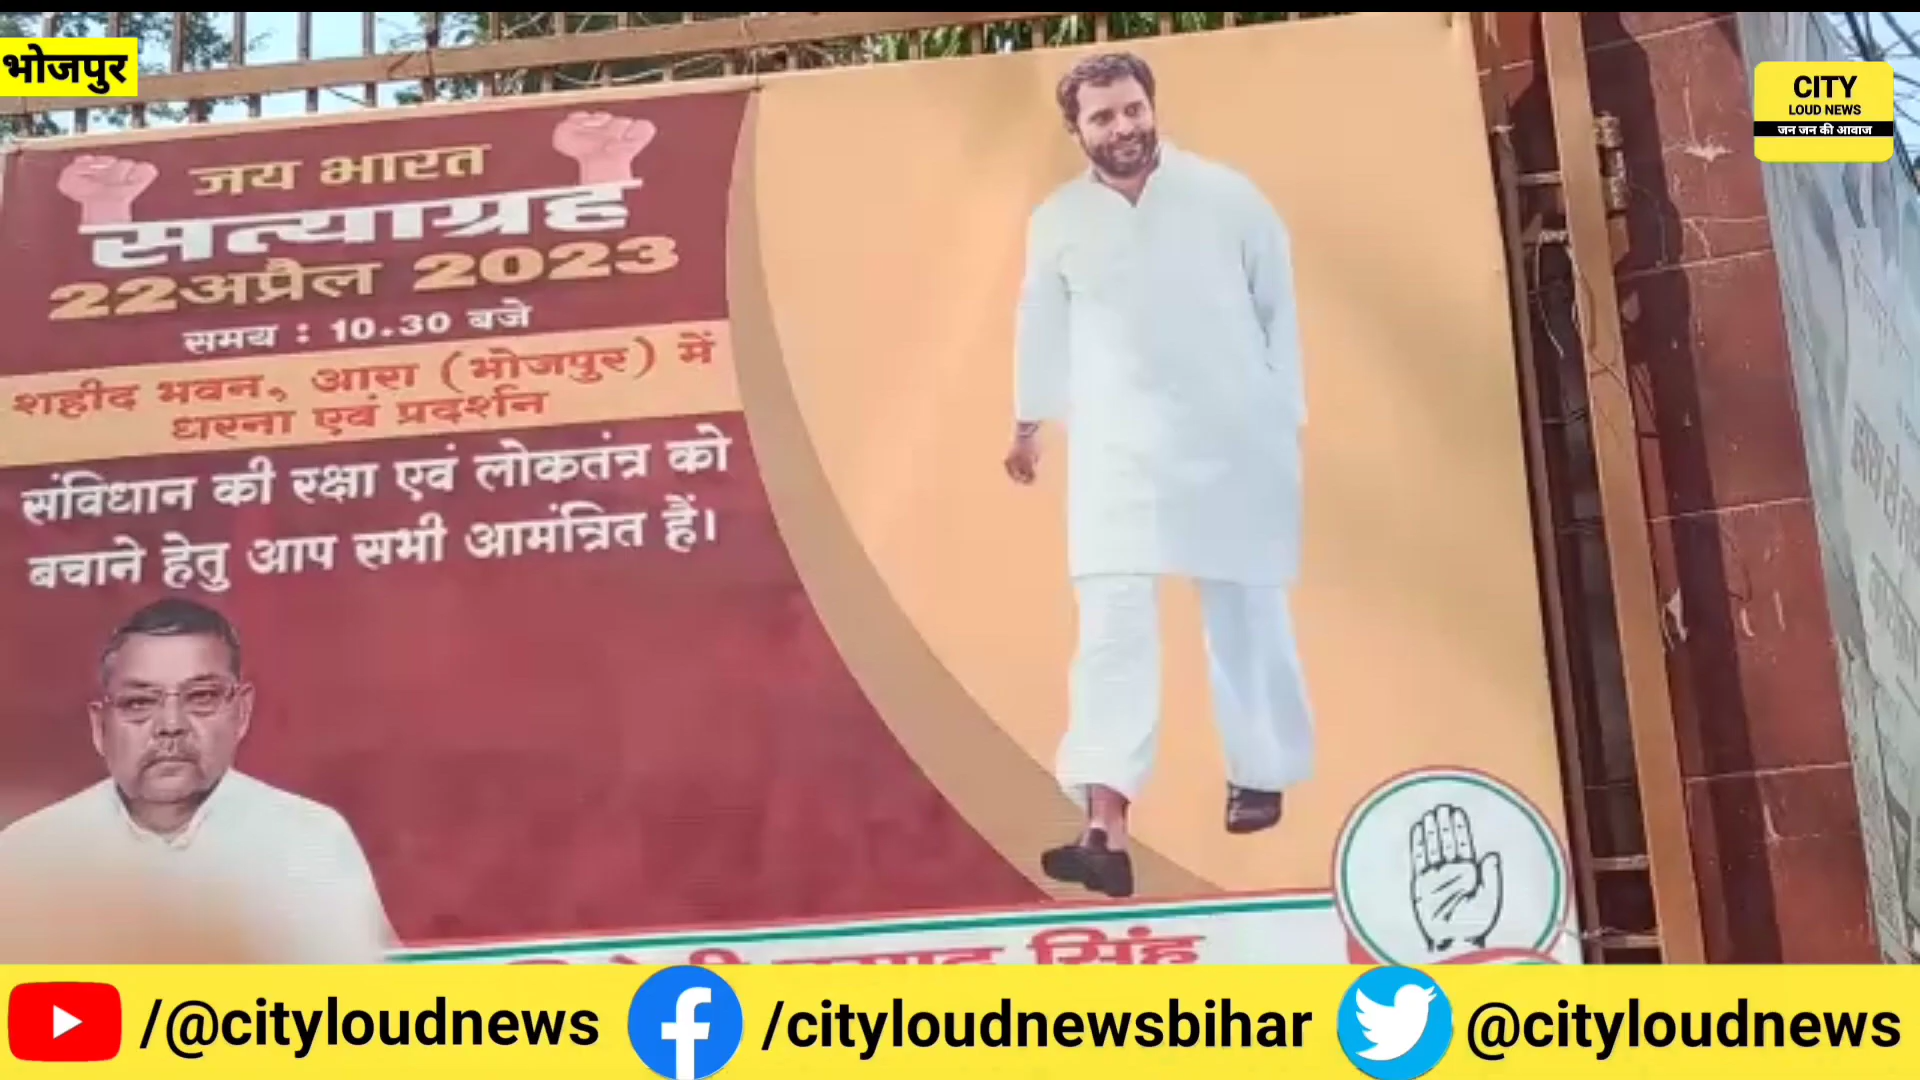 भोजपुर
CITY
LOUD NEWS
जन जन की आवाज
जय भारत
सत्याग्रह
22अप्रैल 2023
समय : 10.30 बजे
शहीद भवन, आरा (भोजपुर) में
धरना एवं प्रदर्शन
संविधान की रक्षा एवं लोकतंत्र को
बचाने हेतु आप सभी आमंत्रित हैं।
सिंह
/@cityloudnews
/cityloudnewsbihar
@cityloudnews